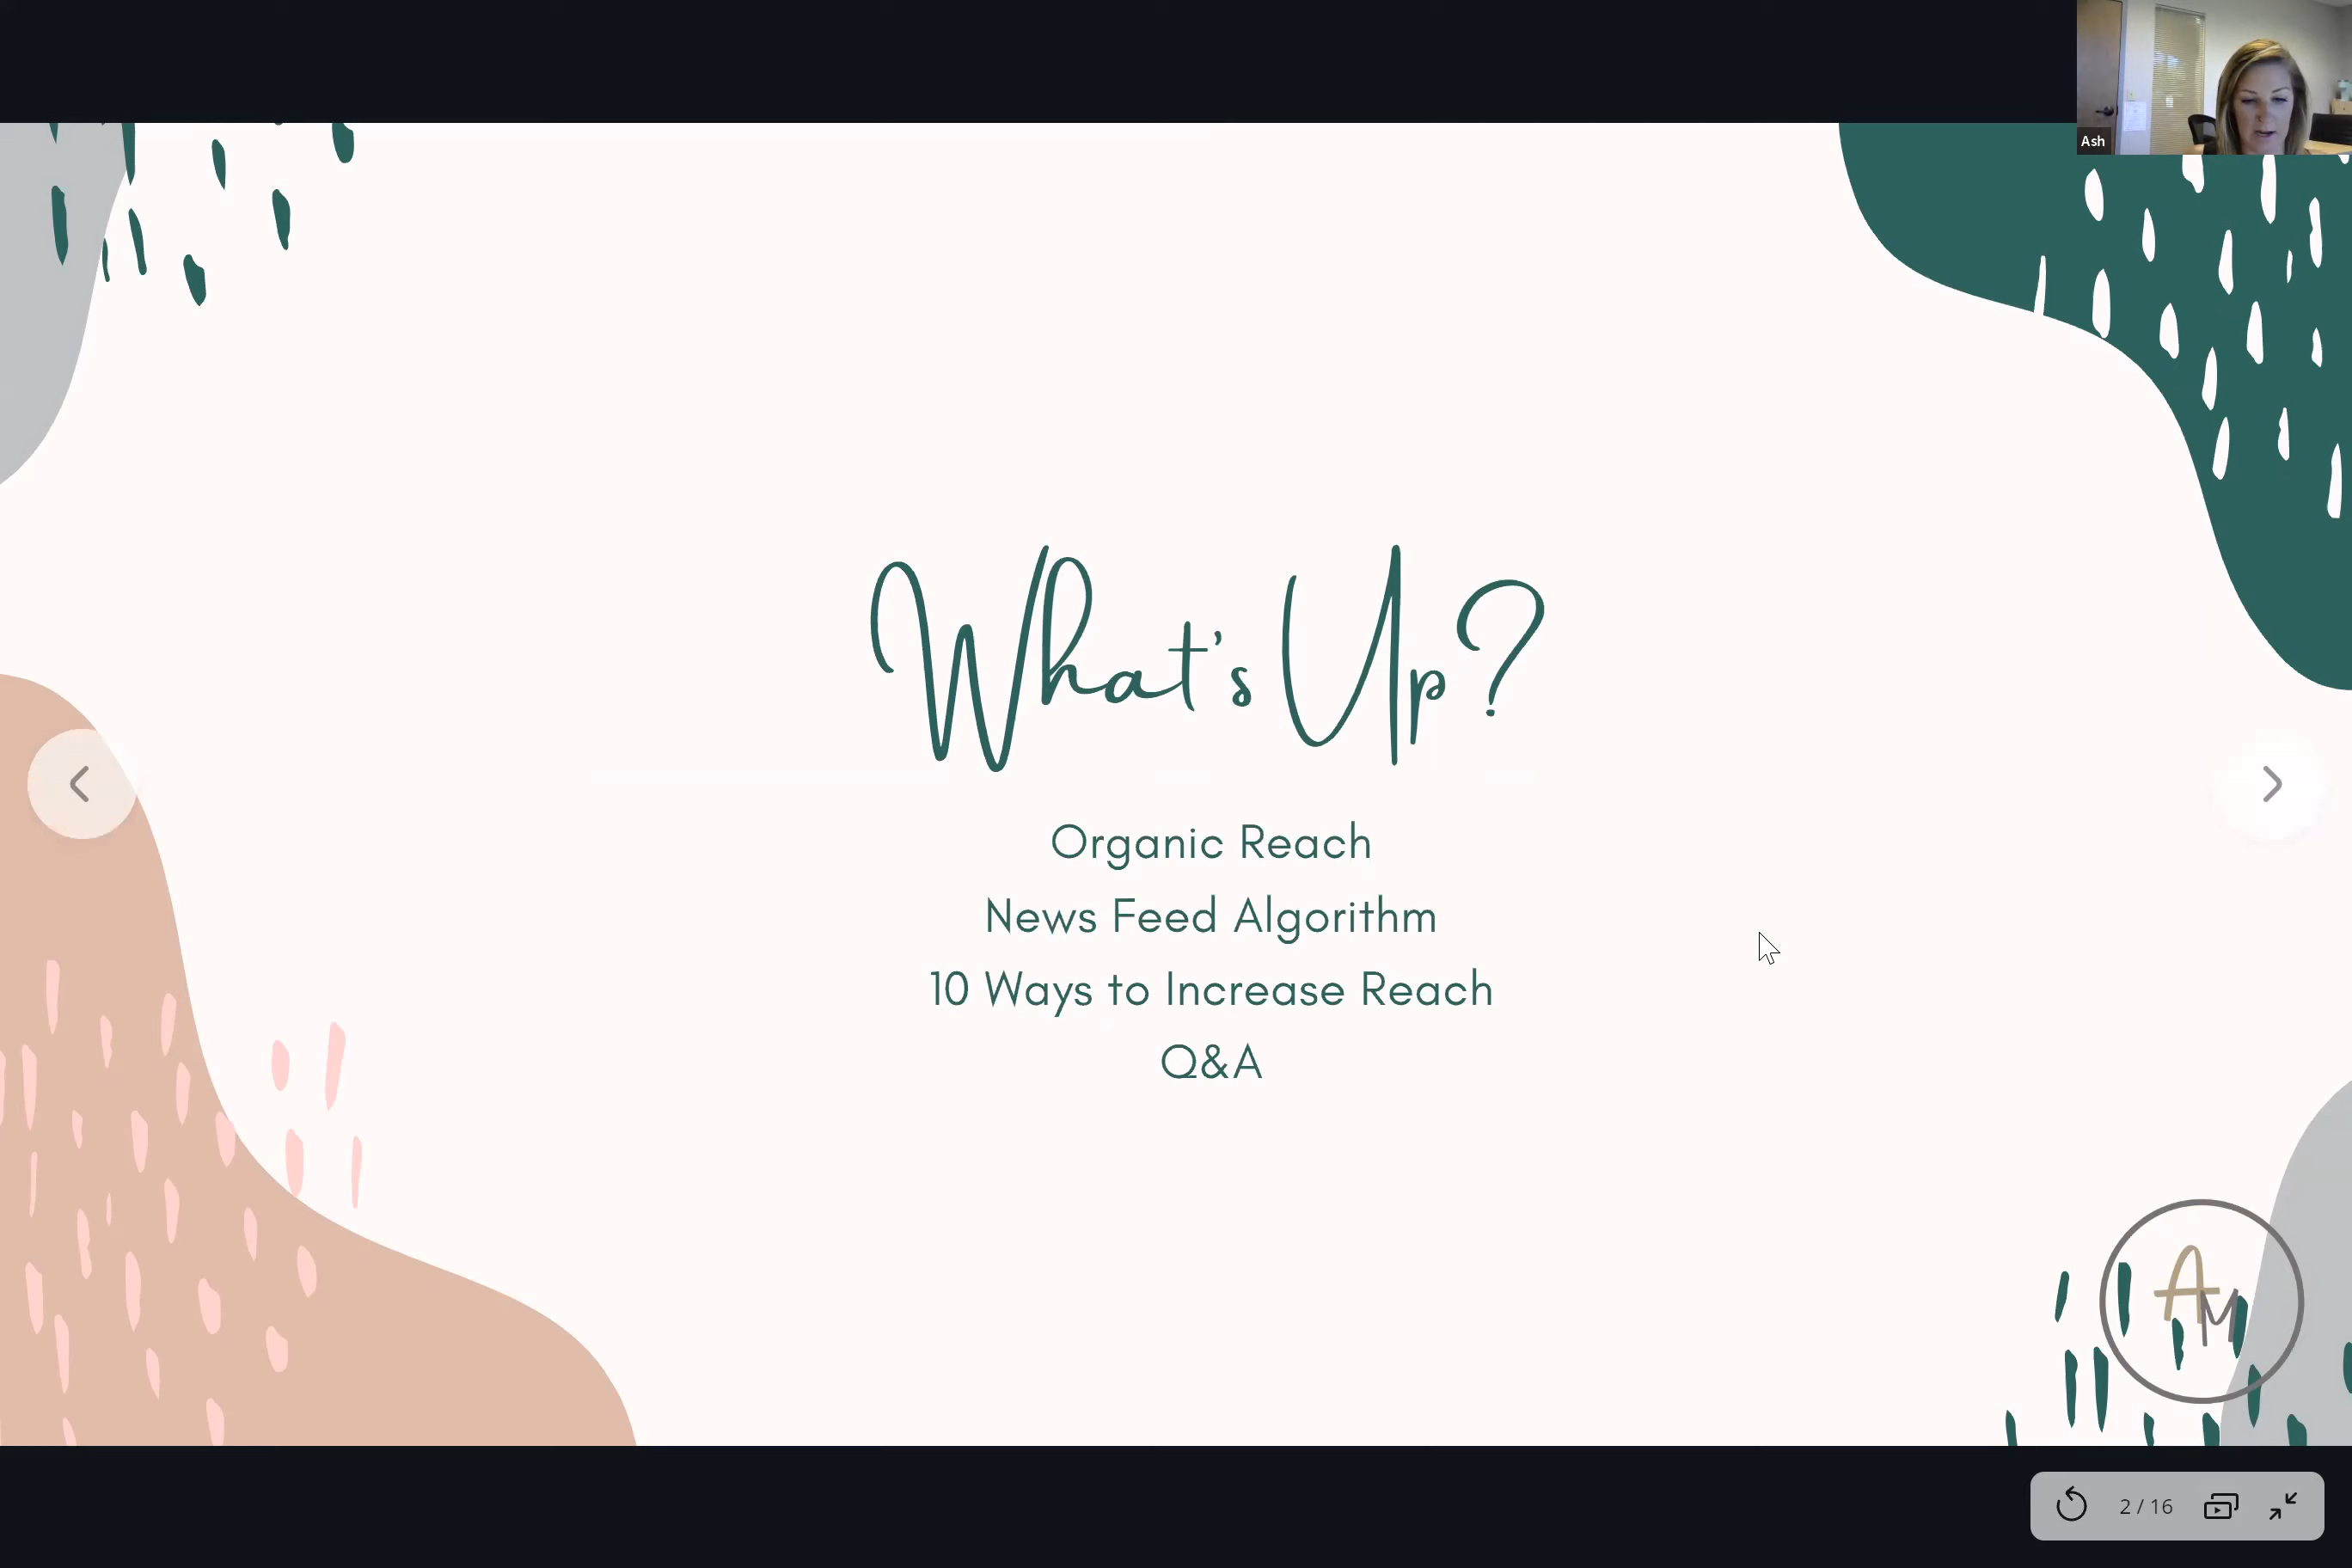 Ash
What's Up?
Organic Reach
News Feed Algorithm
10 Ways to Increase Reach
Q&A
AM
2 / 16